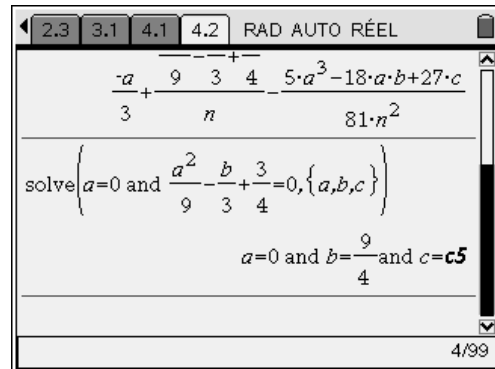 2.3 3.1 4.1 4.2 RAD AUTO RÉEL
-a/3 + (9 - 3 + 4)/n - (5·a^3-18·a·b+27·c)/(81·n^2)
solve(a=0 and a^2/9 - b/3 + 3/4 = 0, {a,b,c})
a=0 and b=9/4 and c=c5
4/99